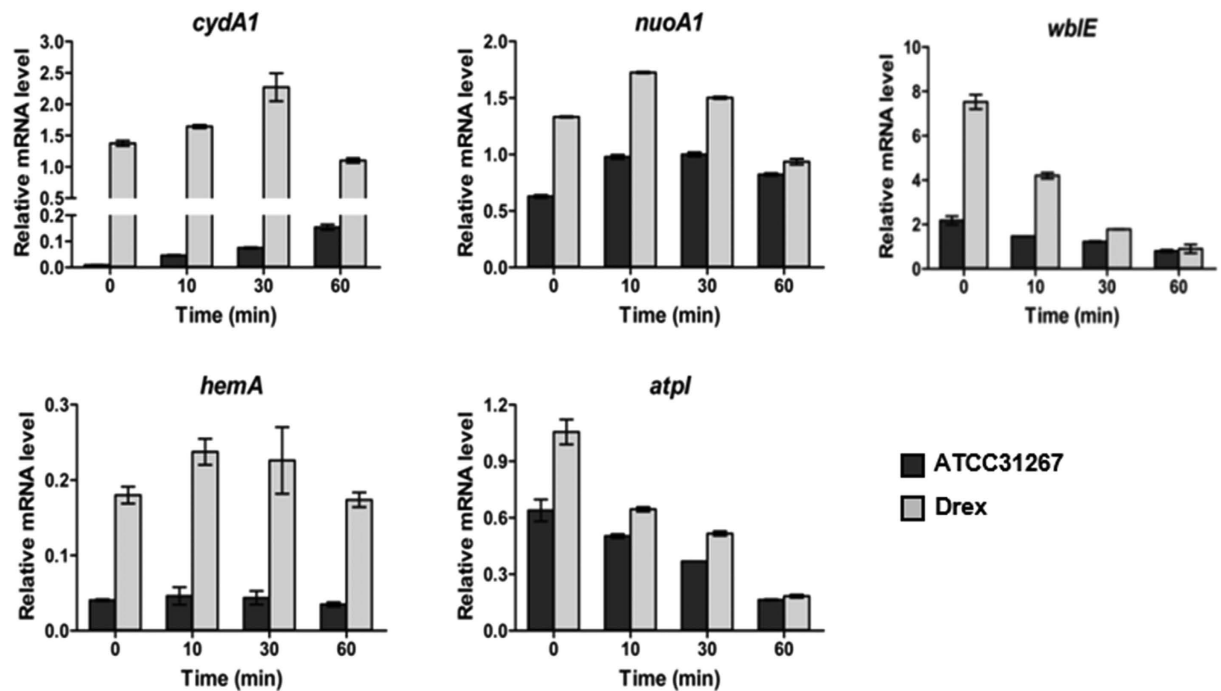 cydA1
Relative mRNA level
2.5
2.0
1.5
1.0
0.5
0.2
0.1
0.0
0 10 30 60
Time (min)
nuoA1
Relative mRNA level
2.0
1.5
1.0
0.5
0.0
0 10 30 60
Time (min)
wblE
Relative mRNA level
10
8
6
4
2
0
0 10 30 60
Time (min)
hemA
Relative mRNA level
0.3
0.2
0.1
0.0
0 10 30 60
Time (min)
atpI
Relative mRNA level
1.2
0.9
0.6
0.3
0.0
0 10 30 60
Time (min)
ATCC31267
Drex